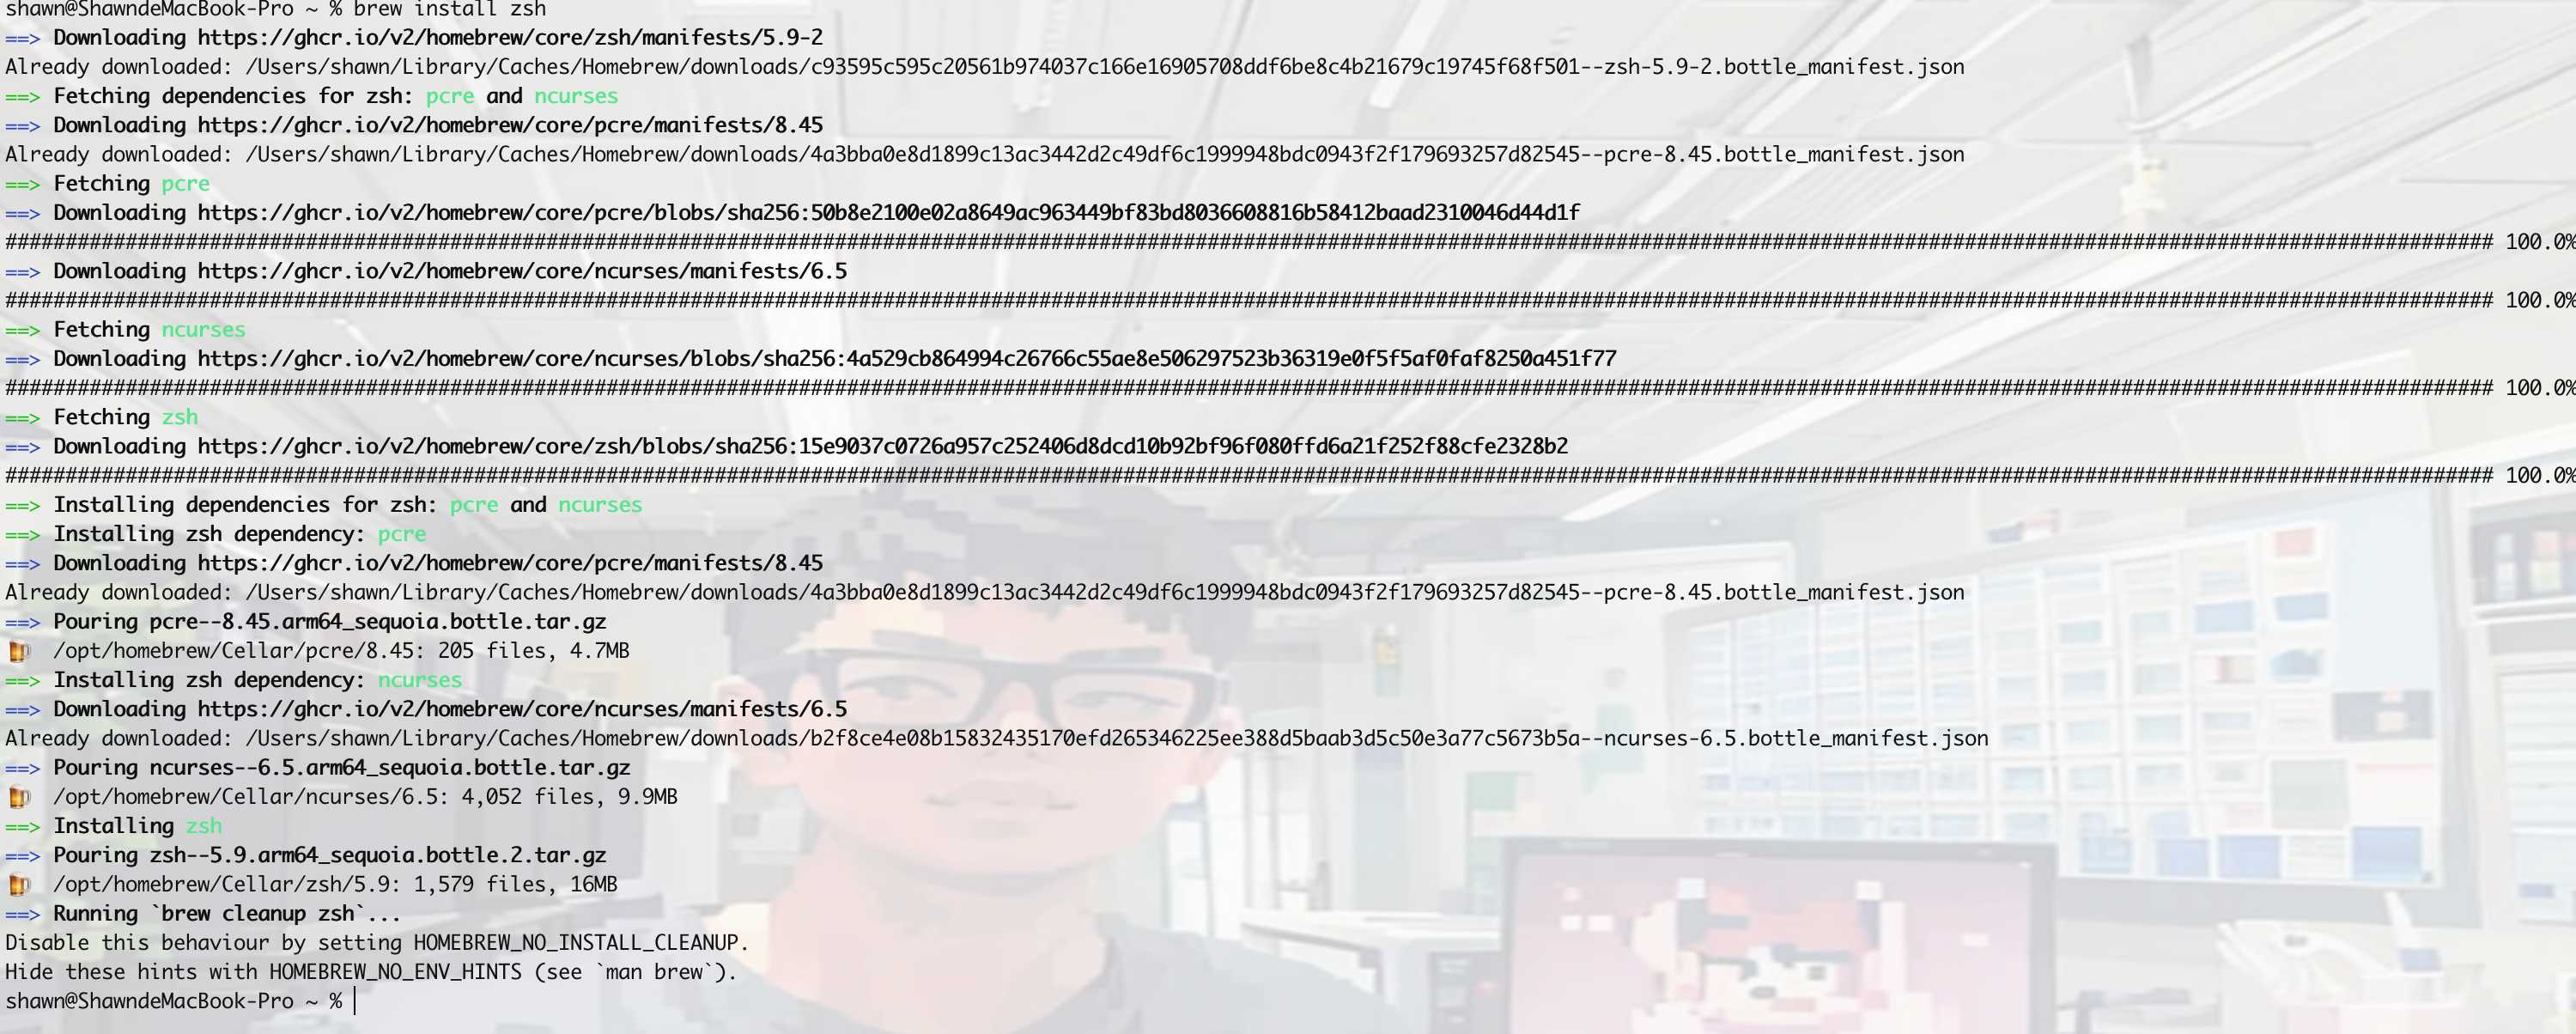 shawn@ShawndeMacBook-Pro ~ % brew install zsh
==> Downloading https://ghcr.io/v2/homebrew/core/zsh/manifests/5.9-2
Already downloaded: /Users/shawn/Library/Caches/Homebrew/downloads/c93595c595c20561b974037c166e16905708ddf6be8c4b21679c19745f68f501--zsh-5.9-2.bottle_manifest.json
==> Fetching dependencies for zsh: pcre and ncurses
==> Downloading https://ghcr.io/v2/homebrew/core/pcre/manifests/8.45
Already downloaded: /Users/shawn/Library/Caches/Homebrew/downloads/4a3bba0e8d1899c13ac3442d2c49df6c1999948bdc0943f2f179693257d82545--pcre-8.45.bottle_manifest.json
==> Fetching pcre
==> Downloading https://ghcr.io/v2/homebrew/core/pcre/blobs/sha256:50b8e2100e02a8649ac963449bf83bd8036608816b58412baad2310046d44d1f
############################################################################################################################################################################################################### 100.0%
==> Downloading https://ghcr.io/v2/homebrew/core/ncurses/manifests/6.5
############################################################################################################################################################################################################### 100.0%
==> Fetching ncurses
==> Downloading https://ghcr.io/v2/homebrew/core/ncurses/blobs/sha256:4a529cb864994c26766c55ae8e506297523b36319e0f5f5af0faf8250a451f77
############################################################################################################################################################################################################### 100.0%
==> Fetching zsh
==> Downloading https://ghcr.io/v2/homebrew/core/zsh/blobs/sha256:15e9037c0726a957c252406d8dcd10b92bf96f080ffd6a21f252f88cfe2328b2
############################################################################################################################################################################################################### 100.0%
==> Installing dependencies for zsh: pcre and ncurses
==> Installing zsh dependency: pcre
==> Downloading https://ghcr.io/v2/homebrew/core/pcre/manifests/8.45
Already downloaded: /Users/shawn/Library/Caches/Homebrew/downloads/4a3bba0e8d1899c13ac3442d2c49df6c1999948bdc0943f2f179693257d82545--pcre-8.45.bottle_manifest.json
==> Pouring pcre--8.45.arm64_sequoia.bottle.tar.gz
🍺 /opt/homebrew/Cellar/pcre/8.45: 205 files, 4.7MB
==> Installing zsh dependency: ncurses
==> Downloading https://ghcr.io/v2/homebrew/core/ncurses/manifests/6.5
Already downloaded: /Users/shawn/Library/Caches/Homebrew/downloads/b2f8ce4e08b15832435170efd265346225ee388d5baab3d5c50e3a77c5673b5a--ncurses-6.5.bottle_manifest.json
==> Pouring ncurses--6.5.arm64_sequoia.bottle.tar.gz
🍺 /opt/homebrew/Cellar/ncurses/6.5: 4,052 files, 9.9MB
==> Installing zsh
==> Pouring zsh--5.9.arm64_sequoia.bottle.2.tar.gz
🍺 /opt/homebrew/Cellar/zsh/5.9: 1,579 files, 16MB
==> Running `brew cleanup zsh`...
Disable this behaviour by setting HOMEBREW_NO_INSTALL_CLEANUP.
Hide these hints with HOMEBREW_NO_ENV_HINTS (see `man brew`).
shawn@ShawndeMacBook-Pro ~ %